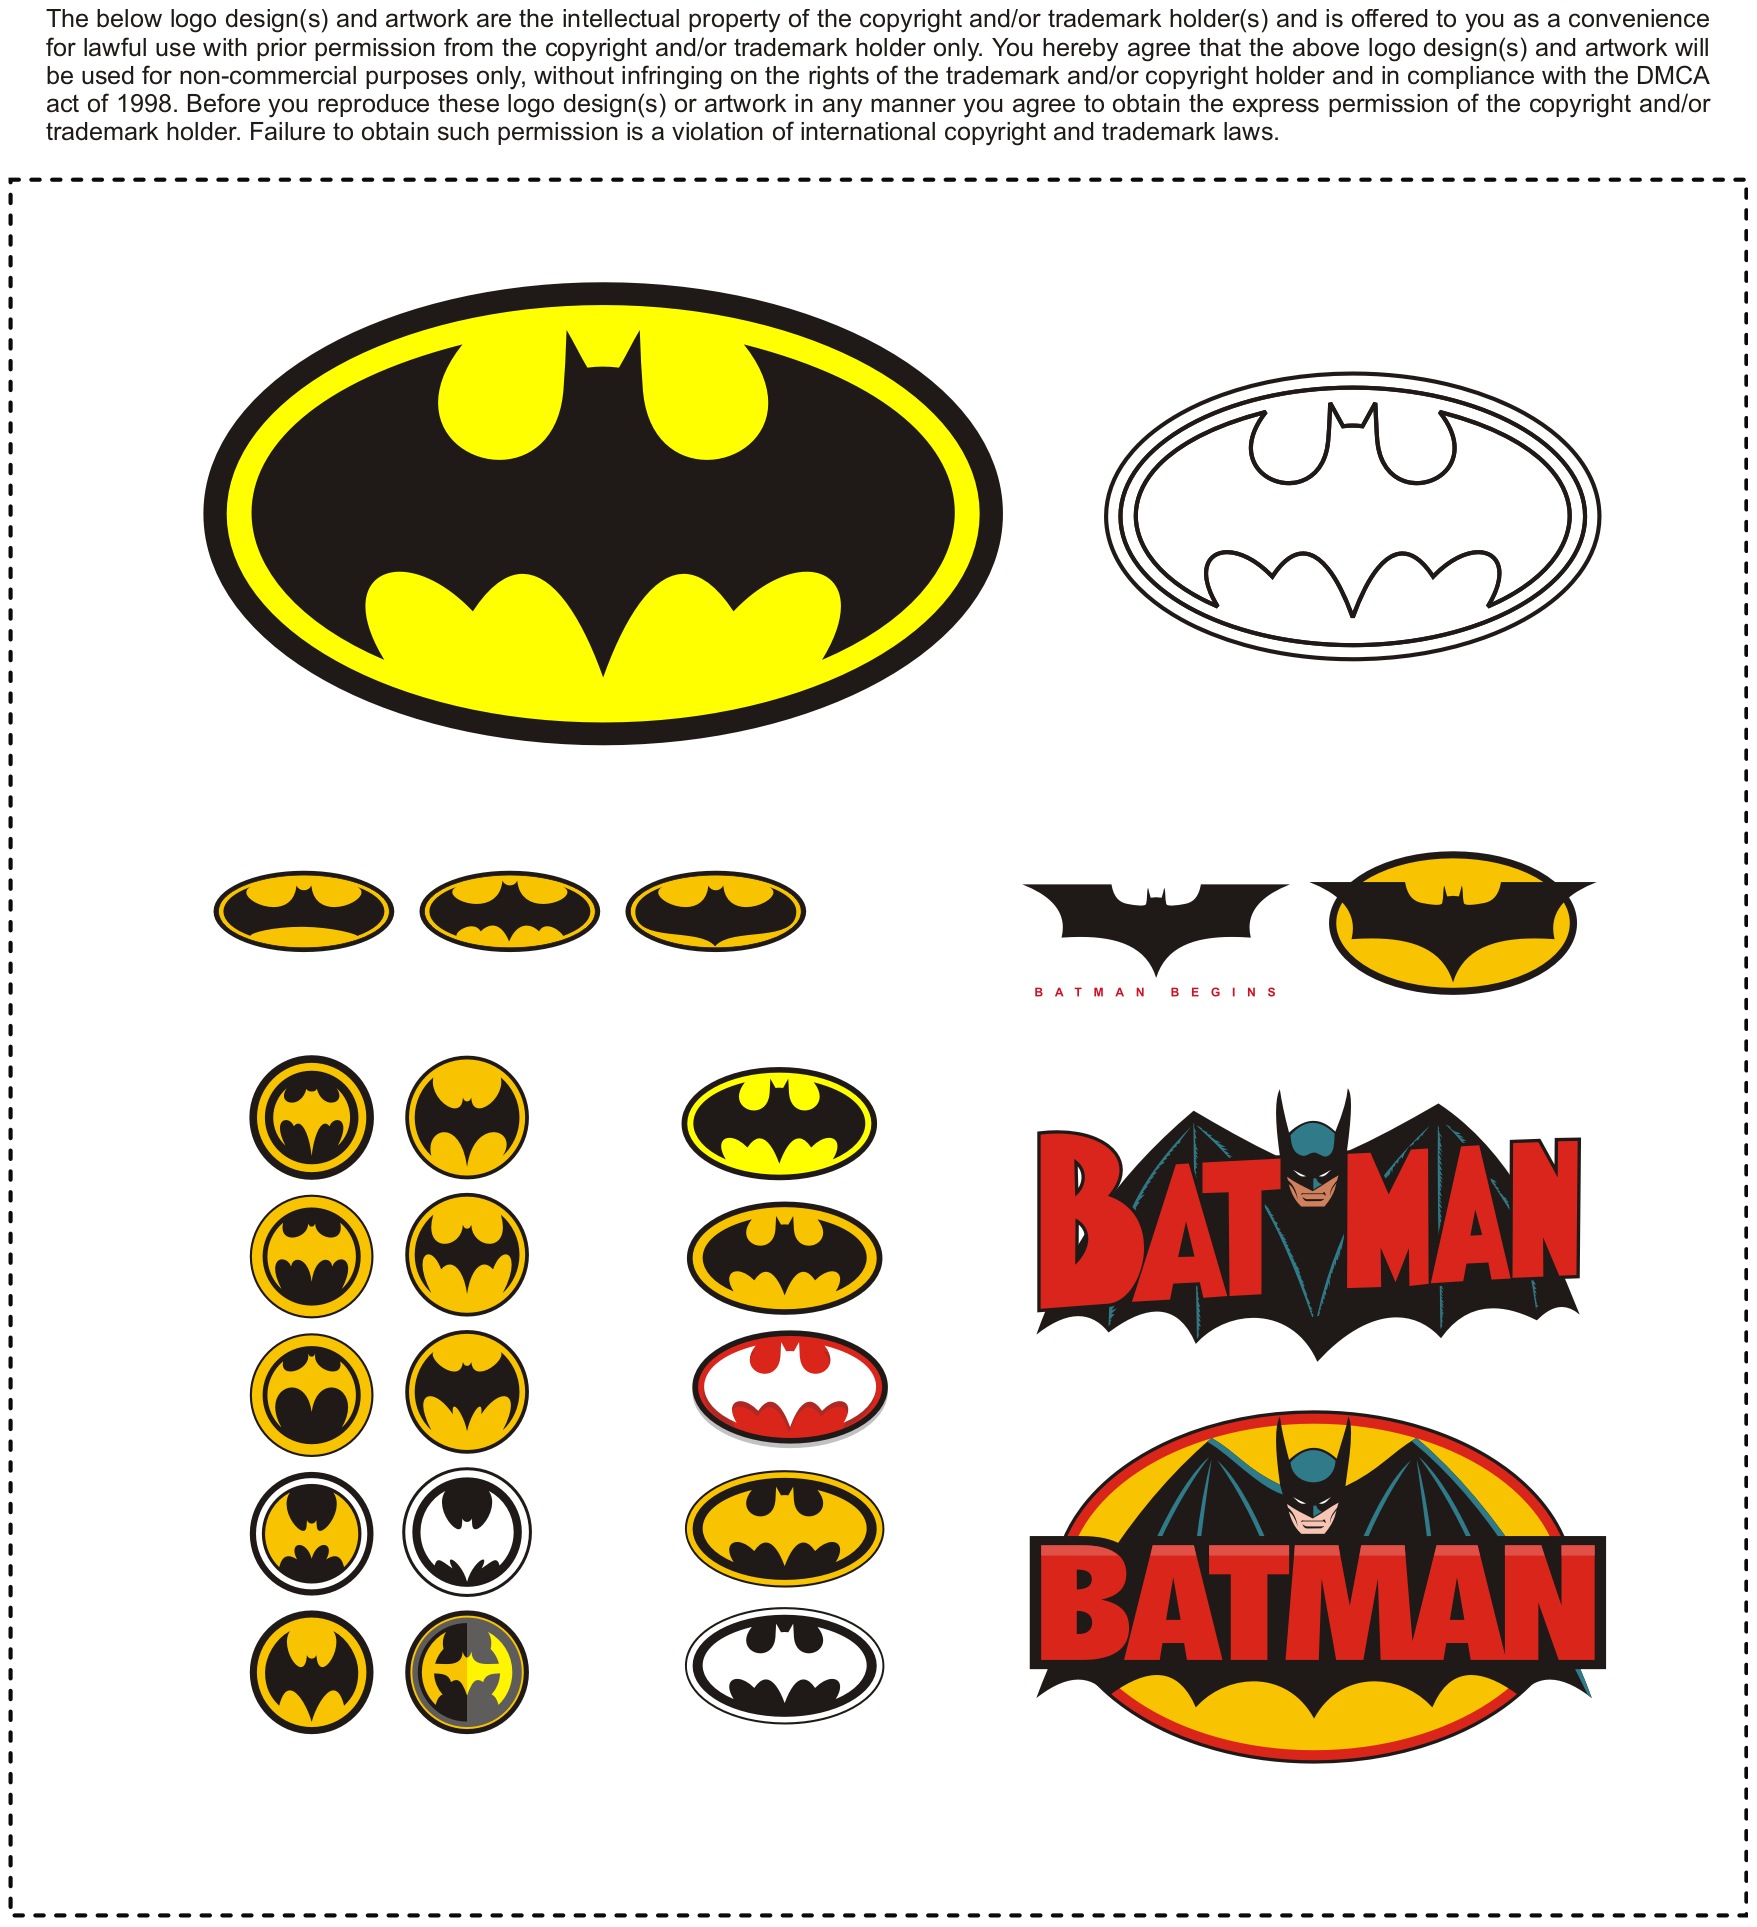 The below logo design(s) and artwork are the intellectual property of the copyright and/or trademark holder(s) and is offered to you as a convenience
for lawful use with prior permission from the copyright and/or trademark holder only. You hereby agree that the above logo design(s) and artwork will
be used for non-commercial purposes only, without infringing on the rights of the trademark and/or copyright holder and in compliance with the DMCA
act of 1998. Before you reproduce these logo design(s) or artwork in any manner you agree to obtain the express permission of the copyright and/or
trademark holder. Failure to obtain such permission is a violation of international copyright and trademark laws.
BATMAN BEGINS
BATMAN
BATMAN